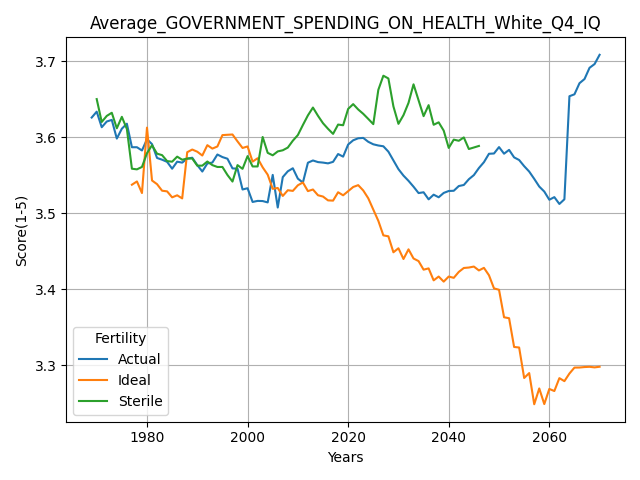 Average_GOVERNMENT_SPENDING_ON_HEALTH_White_Q4_IQ
Score(1-5)
3.7
3.6
3.5
3.4
3.3
Fertility
Actual
Ideal
Sterile
1980 2000 2020 2040 2060
Years